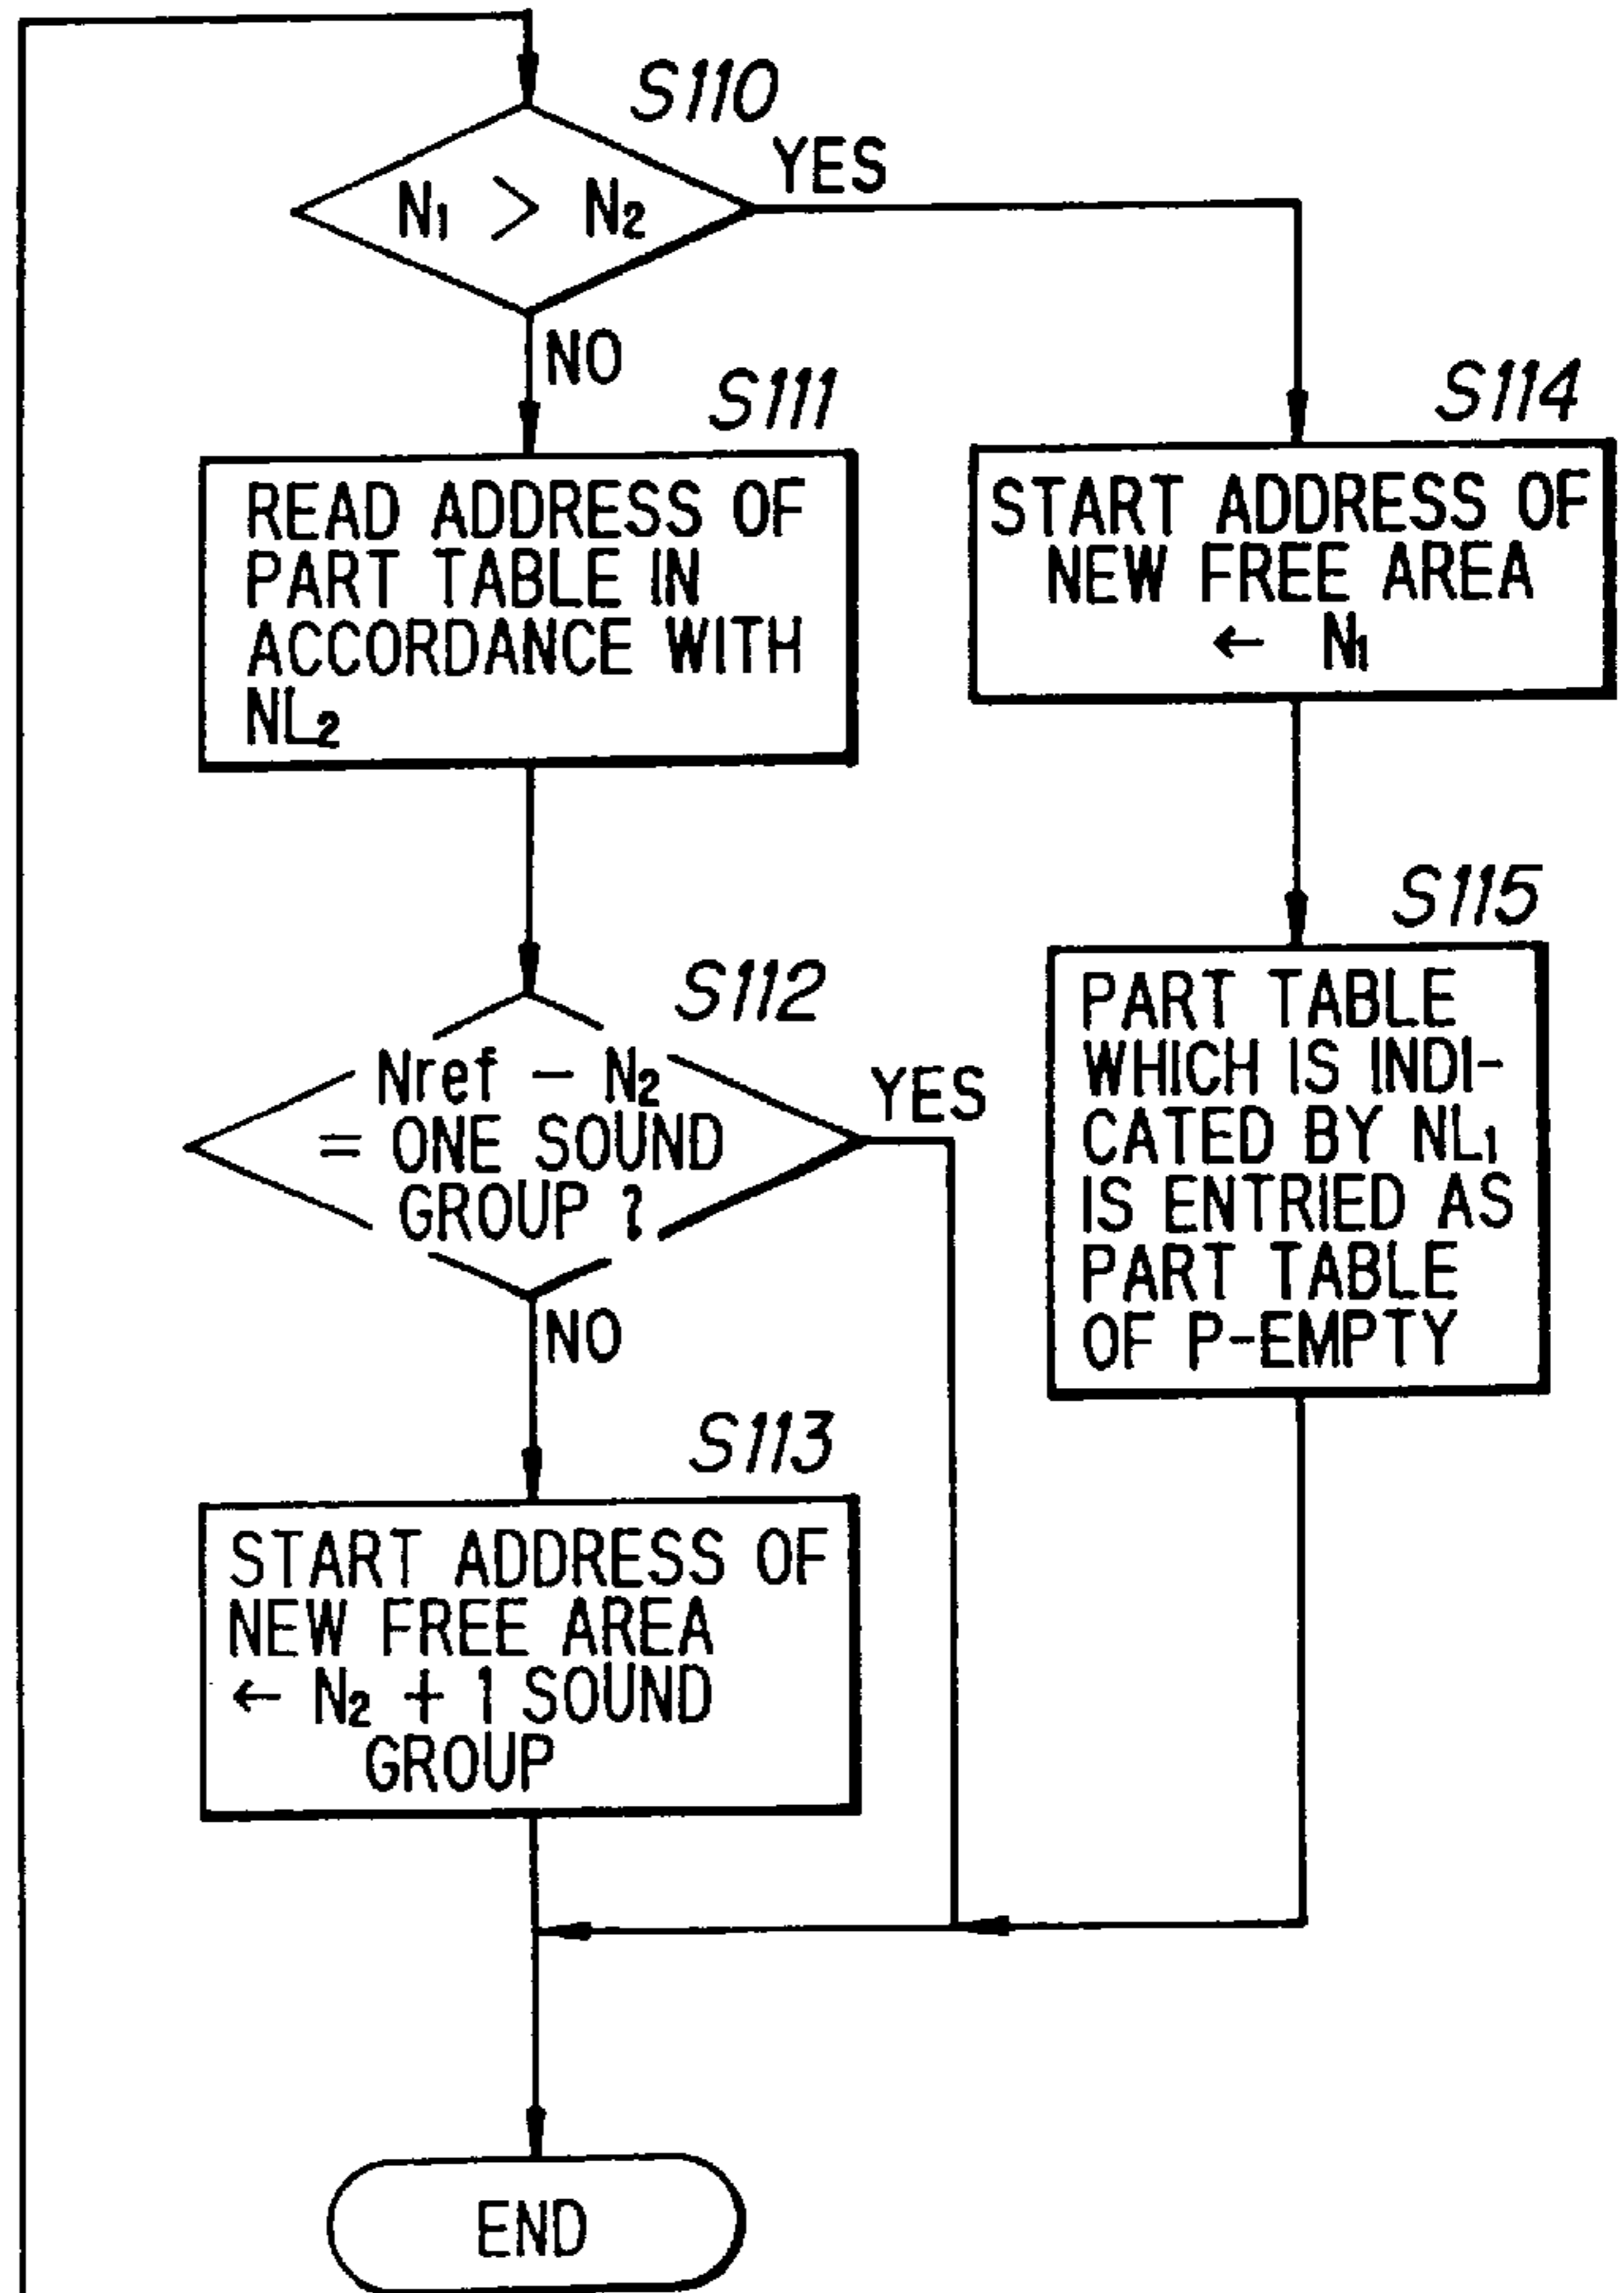 S110
YES
N₁ > N₂
NO
S111
READ ADDRESS OF
PART TABLE IN
ACCORDANCE WITH
NL₂
S114
START ADDRESS OF
NEW FREE AREA
← N₁
S112
Nref − N₂
= ONE SOUND
GROUP ?
YES
NO
S115
PART TABLE
WHICH IS INDI-
CATED BY NL₁
IS ENTRIED AS
PART TABLE
OF P-EMPTY
S113
START ADDRESS OF
NEW FREE AREA
← N₂ + 1 SOUND
GROUP
END